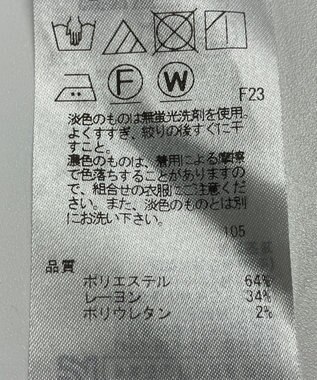 F W
F23
淡色のものは無蛍光洗剤を使用。
よくすすぎ、絞りの後すぐに干
すこと。
濃色のものは、着用による摩擦
で色落ちすることがありますの
で、組合せの衣服にご注意くだ
さい。また、淡色のものとは別
にお洗い下さい。
105
品質
ポリエステル 64%
レーヨン 34%
ポリウレタン 2%